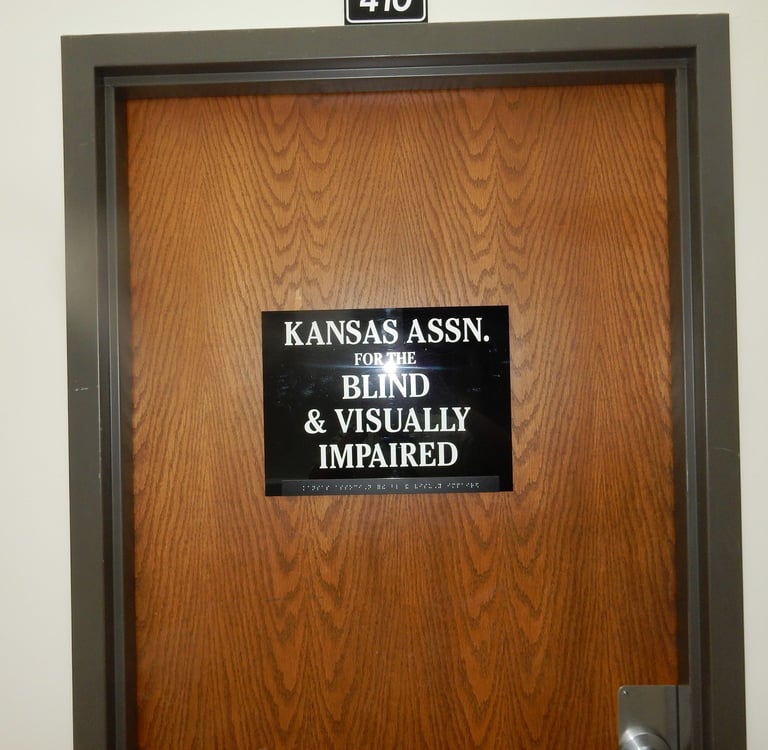 410
KANSAS ASSN.
FOR THE
BLIND
& VISUALLY
IMPAIRED